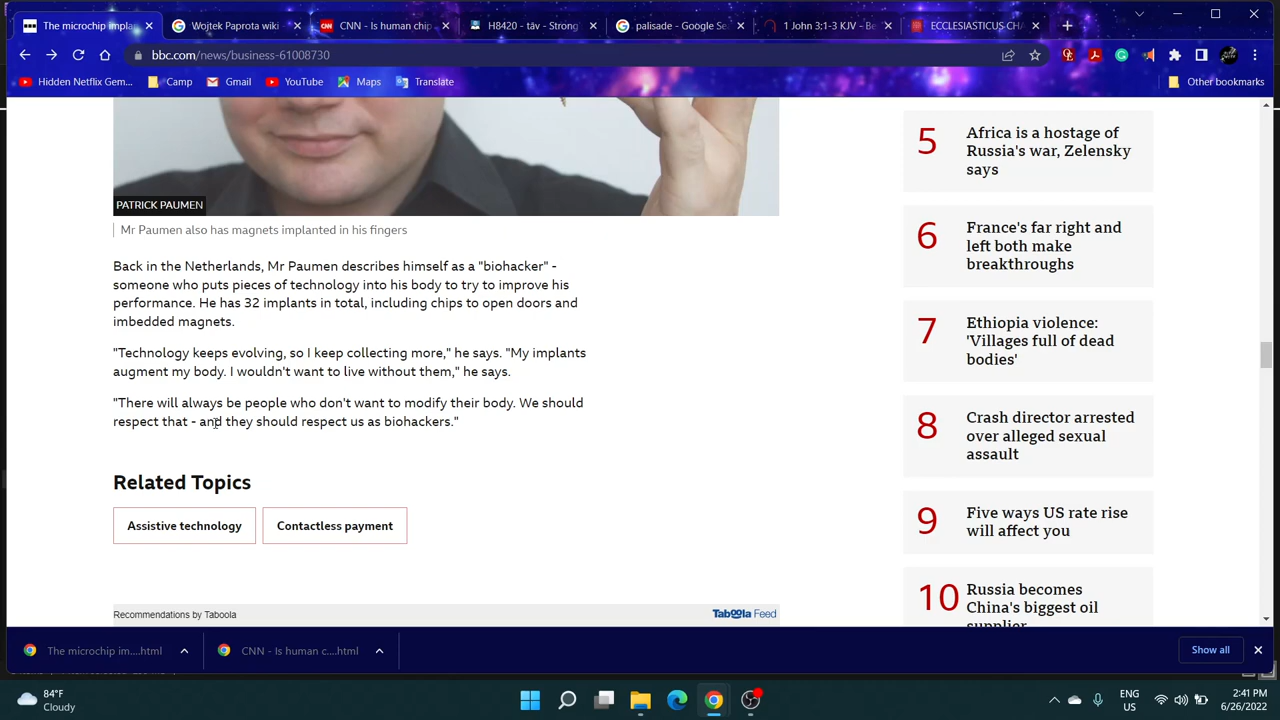 The microchip impla
Wojtek Paprota wiki
CNN - Is human chip
H8420 - tāv - Strong
palisade - Google Se
1 John 3;1-3 KJV - Be
ECCLESIASTICUS-CHA
bbc.com/news/business-61008730
Hidden Netflix Gem...
Camp
Gmail
YouTube
Maps
Translate
Other bookmarks
PATRICK PAUMEN
Mr Paumen also has magnets implanted in his fingers
Back in the Netherlands, Mr Paumen describes himself as a "biohacker" -
someone who puts pieces of technology into his body to try to improve his
performance. He has 32 implants in total, including chips to open doors and
imbedded magnets.
"Technology keeps evolving, so I keep collecting more," he says. "My implants
augment my body. I wouldn't want to live without them," he says.
"There will always be people who don't want to modify their body. We should
respect that - and they should respect us as biohackers."
Related Topics
Assistive technology
Contactless payment
Recommendations by Taboola
Taboola Feed
5
Africa is a hostage of
Russia's war, Zelensky
says
6
France's far right and
left both make
breakthroughs
7
Ethiopia violence:
'Villages full of dead
bodies'
8
Crash director arrested
over alleged sexual
assault
9
Five ways US rate rise
will affect you
10
Russia becomes
China's biggest oil
supplier
The microchip im....html
CNN - Is human c....html
Show all
84°F
Cloudy
ENG
US
2:41 PM
6/26/2022